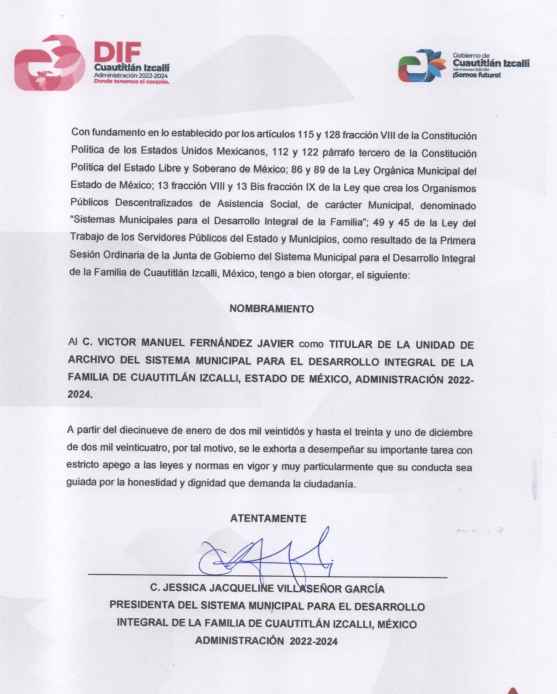 DIF
Cuautitlán Izcalli
Administración 2022-2024
Donde tenemos el corazón.
Gobierno de
Cuautitlán Izcalli
¡Somos futuro!
Con fundamento en lo establecido por los artículos 115 y 128 fracción VIII de la Constitución
Política de los Estados Unidos Mexicanos, 112 y 122 párrafo tercero de la Constitución
Política del Estado Libre y Soberano de México; 86 y 89 de la Ley Orgánica Municipal del
Estado de México; 13 fracción VIII y 13 Bis fracción IX de la Ley que crea los Organismos
Públicos Descentralizados de Asistencia Social, de carácter Municipal, denominado
"Sistemas Municipales para el Desarrollo Integral de la Familia"; 49 y 45 de la Ley del
Trabajo de los Servidores Públicos del Estado y Municipios, como resultado de la Primera
Sesión Ordinaria de la Junta de Gobierno del Sistema Municipal para el Desarrollo Integral
de la Familia de Cuautitlán Izcalli, México, tengo a bien otorgar, el siguiente:
NOMBRAMIENTO
Al C. VICTOR MANUEL FERNÁNDEZ JAVIER como TITULAR DE LA UNIDAD DE
ARCHIVO DEL SISTEMA MUNICIPAL PARA EL DESARROLLO INTEGRAL DE LA
FAMILIA DE CUAUTITLÁN IZCALLI, ESTADO DE MÉXICO, ADMINISTRACIÓN 2022-
2024.
A partir del diecinueve de enero de dos mil veintidós y hasta el treinta y uno de diciembre
de dos mil veinticuatro, por tal motivo, se le exhorta a desempeñar su importante tarea con
estricto apego a las leyes y normas en vigor y muy particularmente que su conducta sea
guiada por la honestidad y dignidad que demanda la ciudadanía.
ATENTAMENTE
C. JESSICA JACQUELINE VILLASEÑOR GARCÍA
PRESIDENTA DEL SISTEMA MUNICIPAL PARA EL DESARROLLO
INTEGRAL DE LA FAMILIA DE CUAUTITLÁN IZCALLI, MÉXICO
ADMINISTRACIÓN 2022-2024